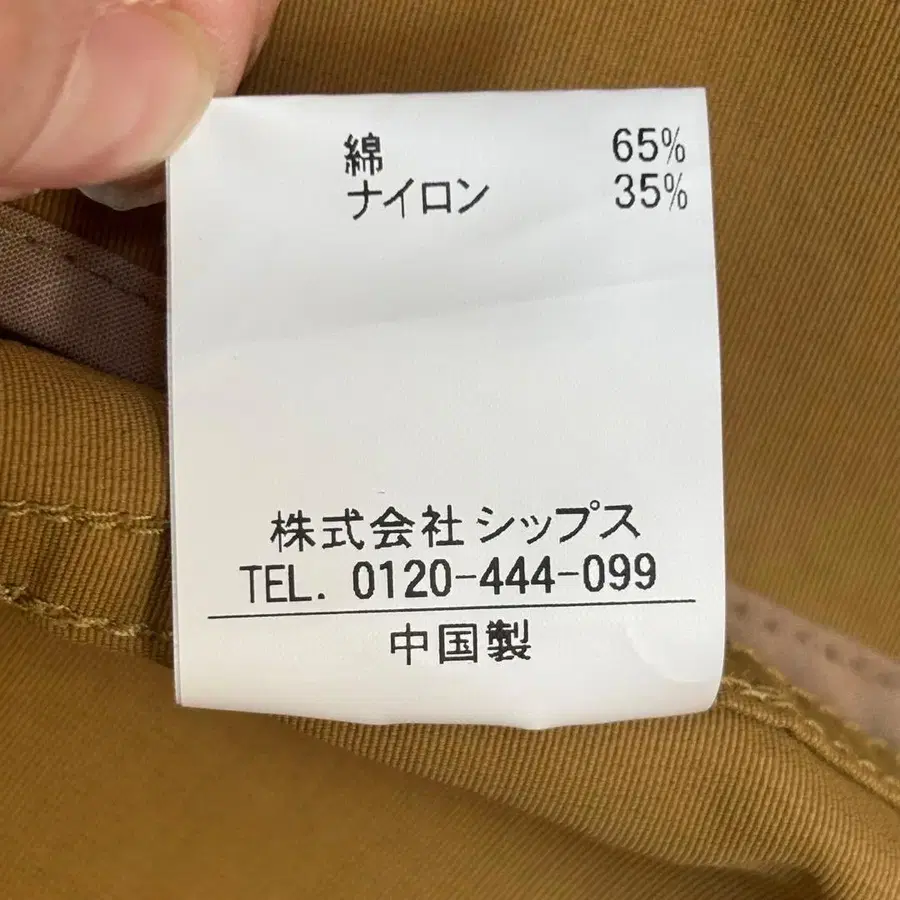 綿 65%
ナイロン 35%
株式会社 シップス
TEL. 0120-444-099
中国製